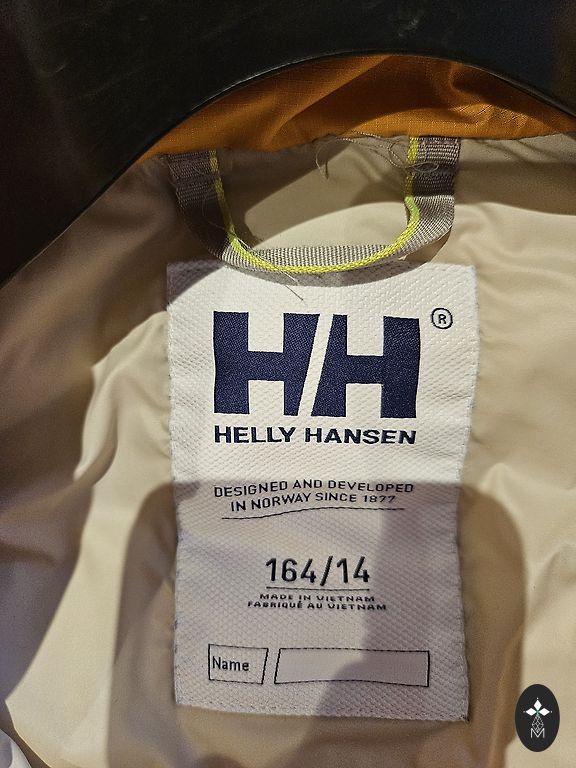 HH ®
HELLY HANSEN
DESIGNED AND DEVELOPED
IN NORWAY SINCE 1877
164/14
MADE IN VIETNAM
FABRIQUÉ AU VIETNAM
Name
M